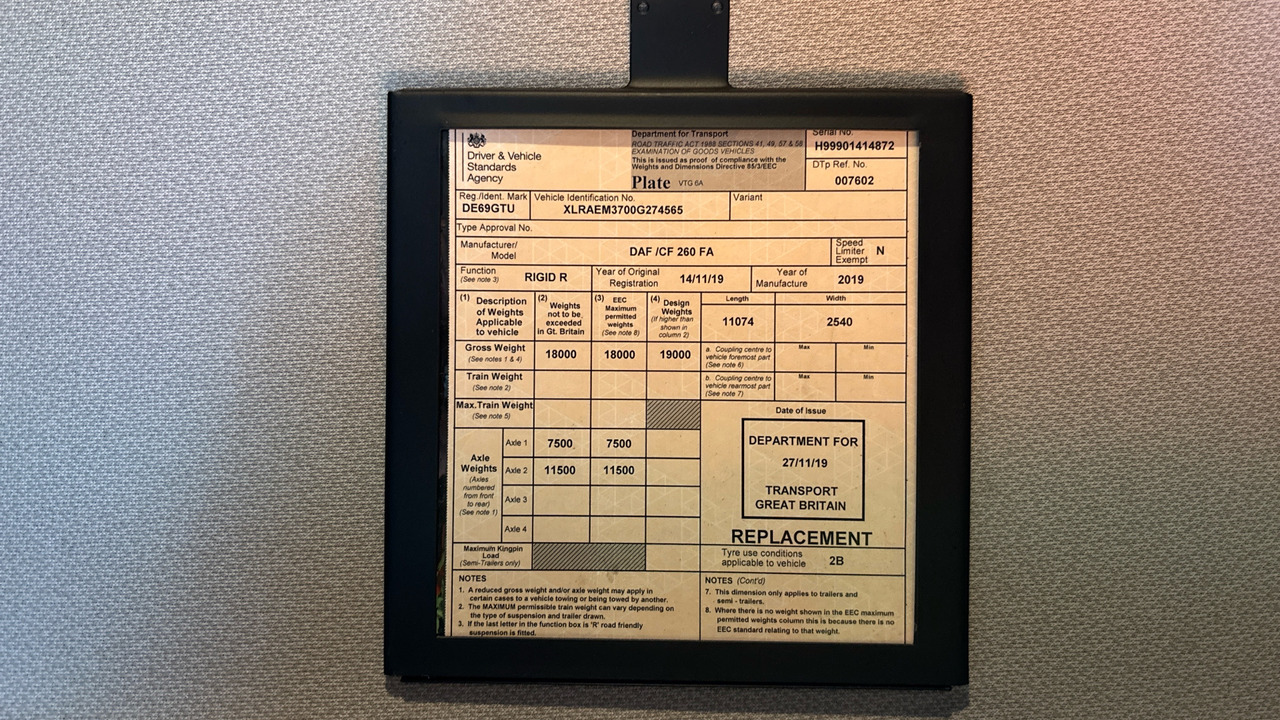 Driver & Vehicle
Standards
Agency
Department for Transport
ROAD TRAFFIC ACT 1988 SECTIONS 41, 49, 57 & 58
EXAMINATION OF GOODS VEHICLES
This is issued as proof of compliance with the
Weights and Dimensions Directive 85/3/EEC
Plate VTG 6A
Serial No.
H99901414872
DTp Ref. No.
007602
Reg./Ident. Mark
DE69GTU
Vehicle Identification No.
XLRAEM3700G274565
Variant
Type Approval No.
Manufacturer/
Model
DAF /CF 260 FA
Speed
Limiter
Exempt
N
Function
(See note 3)
RIGID R
Year of Original
Registration
14/11/19
Year of
Manufacture
2019
(1) Description
of Weights
Applicable
to vehicle
(2) Weights
not to be
exceeded
in Gt. Britain
(3) EEC
Maximum
permitted
weights
(See note 8)
(4) Design
Weights
(If higher than
shown in
column 2)
Length
11074
Width
2540
Gross Weight
(See notes 1 & 4)
18000
18000
19000
a. Coupling centre to
vehicle foremost part
(See note 6)
Max
Min
Train Weight
(See note 2)
b. Coupling centre to
vehicle rearmost part
(See note 7)
Max
Min
Max.Train Weight
(See note 5)
Axle
Weights
(Axles
numbered
from front
to rear)
(See note 1)
Axle 1
7500
7500
Axle 2
11500
11500
Axle 3
Axle 4
Maximum Kingpin
Load
(Semi-Trailers only)
Date of Issue
DEPARTMENT FOR
27/11/19
TRANSPORT
GREAT BRITAIN
REPLACEMENT
Tyre use conditions
applicable to vehicle
2B
NOTES
1. A reduced gross weight and/or axle weight may apply in
certain cases to a vehicle towing or being towed by another.
2. The MAXIMUM permissible train weight can vary depending on
the type of suspension and trailer drawn.
3. If the last letter in the function box is 'R' road friendly
suspension is fitted.
NOTES (Cont'd)
7. This dimension only applies to trailers and
semi - trailers.
8. Where there is no weight shown in the EEC maximum
permitted weights column this is because there is no
EEC standard relating to that weight.